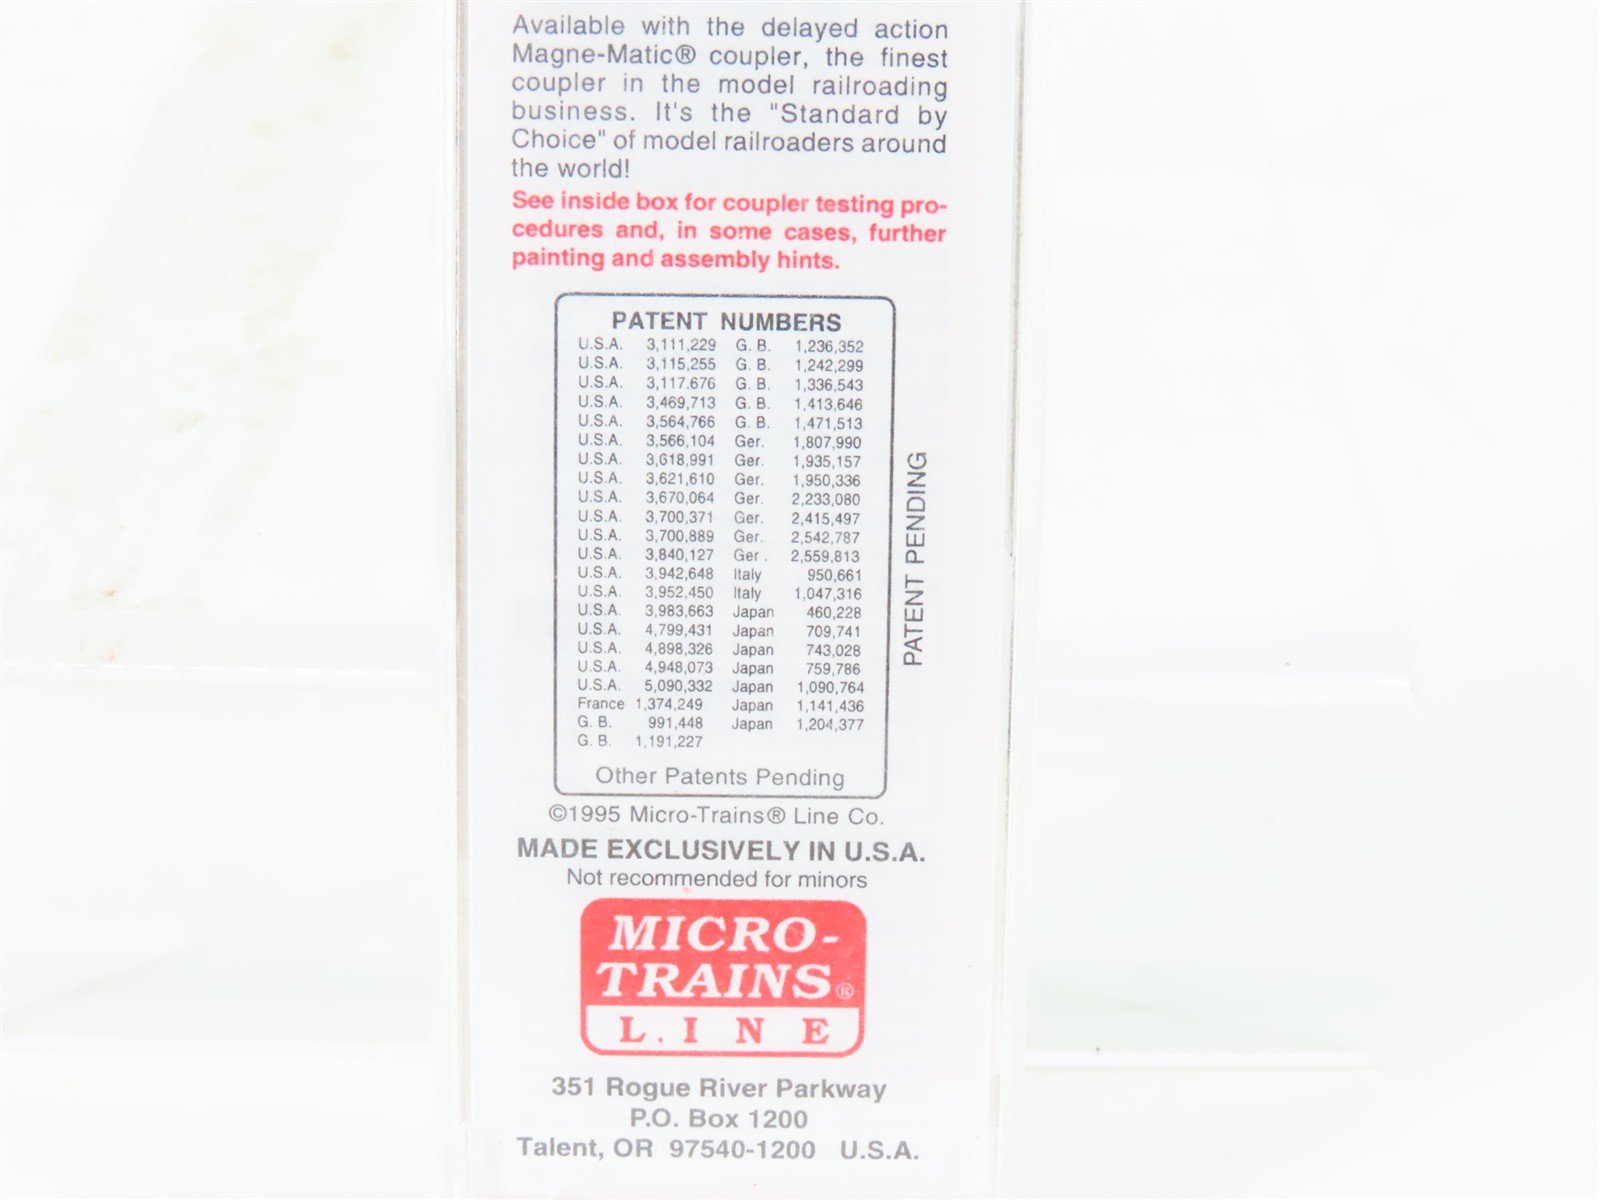 Available with the delayed action
Magne-Matic® coupler, the finest
coupler in the model railroading
business. It's the "Standard by
Choice" of model railroaders around
the world!
See inside box for coupler testing pro-
cedures and, in some cases, further
painting and assembly hints.
PATENT NUMBERS
U.S.A. 3,111,229 G. B. 1,236,352
U.S.A. 3,115,255 G. B. 1,242,299
U.S.A. 3,117.676 G. B. 1,336,543
U.S.A. 3,469,713 G. B. 1,413,646
U.S.A. 3,564,766 G. B. 1,471,513
U.S.A. 3,566,104 Ger. 1,807,990
U.S.A. 3,618,991 Ger. 1,935,157
U.S.A. 3,621,610 Ger. 1,950,336
U.S.A. 3,670,064 Ger. 2,233,080
U.S.A. 3,700,371 Ger. 2,415,497
U.S.A. 3,700,889 Ger. 2,542,787
U.S.A. 3,840,127 Ger . 2,559,813
U.S.A. 3,942,648 Italy 950,661
U.S.A. 3,952,450 Italy 1,047,316
U.S.A. 3,983,663 Japan 460,228
U.S.A. 4,799,431 Japan 709,741
U.S.A. 4,898,326 Japan 743,028
U.S.A. 4,948,073 Japan 759,786
U.S.A. 5,090,332 Japan 1,090,764
France 1,374,249 Japan 1,141,436
G. B. 991,448 Japan 1,204,377
G. B. 1,191,227
Other Patents Pending
PATENT PENDING
©1995 Micro-Trains® Line Co.
MADE EXCLUSIVELY IN U.S.A.
Not recommended for minors
MICRO-
TRAINS®
LINE
351 Rogue River Parkway
P.O. Box 1200
Talent, OR 97540-1200 U.S.A.